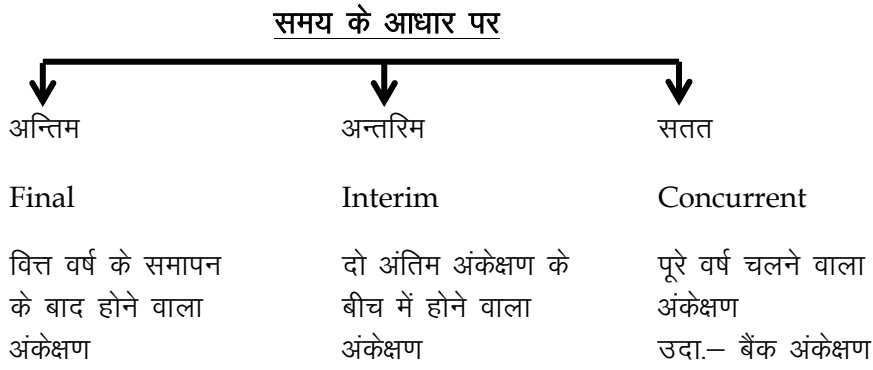 समय के आधार पर
अन्तिम
Final
वित्त वर्ष के समापन
के बाद होने वाला
अंकेक्षण
अन्तरिम
Interim
दो अंतिम अंकेक्षण के
बीच में होने वाला
अंकेक्षण
सतत
Concurrent
पूरे वर्ष चलने वाला
अंकेक्षण
उदा.– बैंक अंकेक्षण